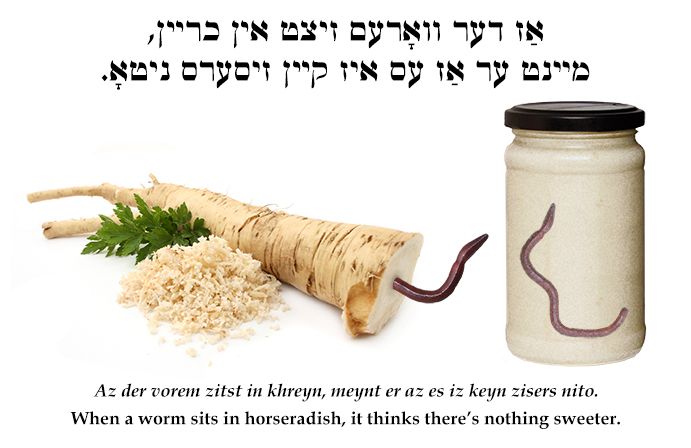 אַז דער וואָרעם זיצט אין כריין,
מיינט ער אַז עס איז קיין זיסערס ניטאָ.
Az der vorem zitst in khreyn, meynt er az es iz keyn zisers nito.
When a worm sits in horseradish, it thinks there’s nothing sweeter.